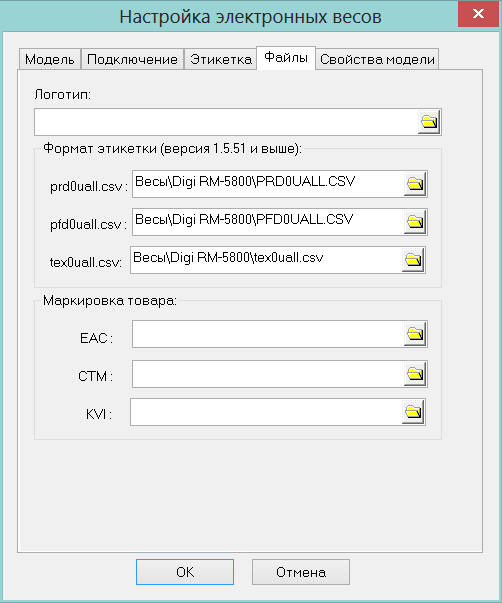 Настройка электронных весов
Модель Подключение Этикетка Файлы Свойства модели
Логотип:
Формат этикетки (версия 1.5.51 и выше):
prd0uall.csv : Весы\Digi RM-5800\PRD0UALL.CSV
pfd0uall.csv : Весы\Digi RM-5800\PFD0UALL.CSV
tex0uall.csv: Весы\Digi RM-5800\tex0uall.csv
Маркировка товара:
EAC :
СТМ :
KVI :
OK Отмена